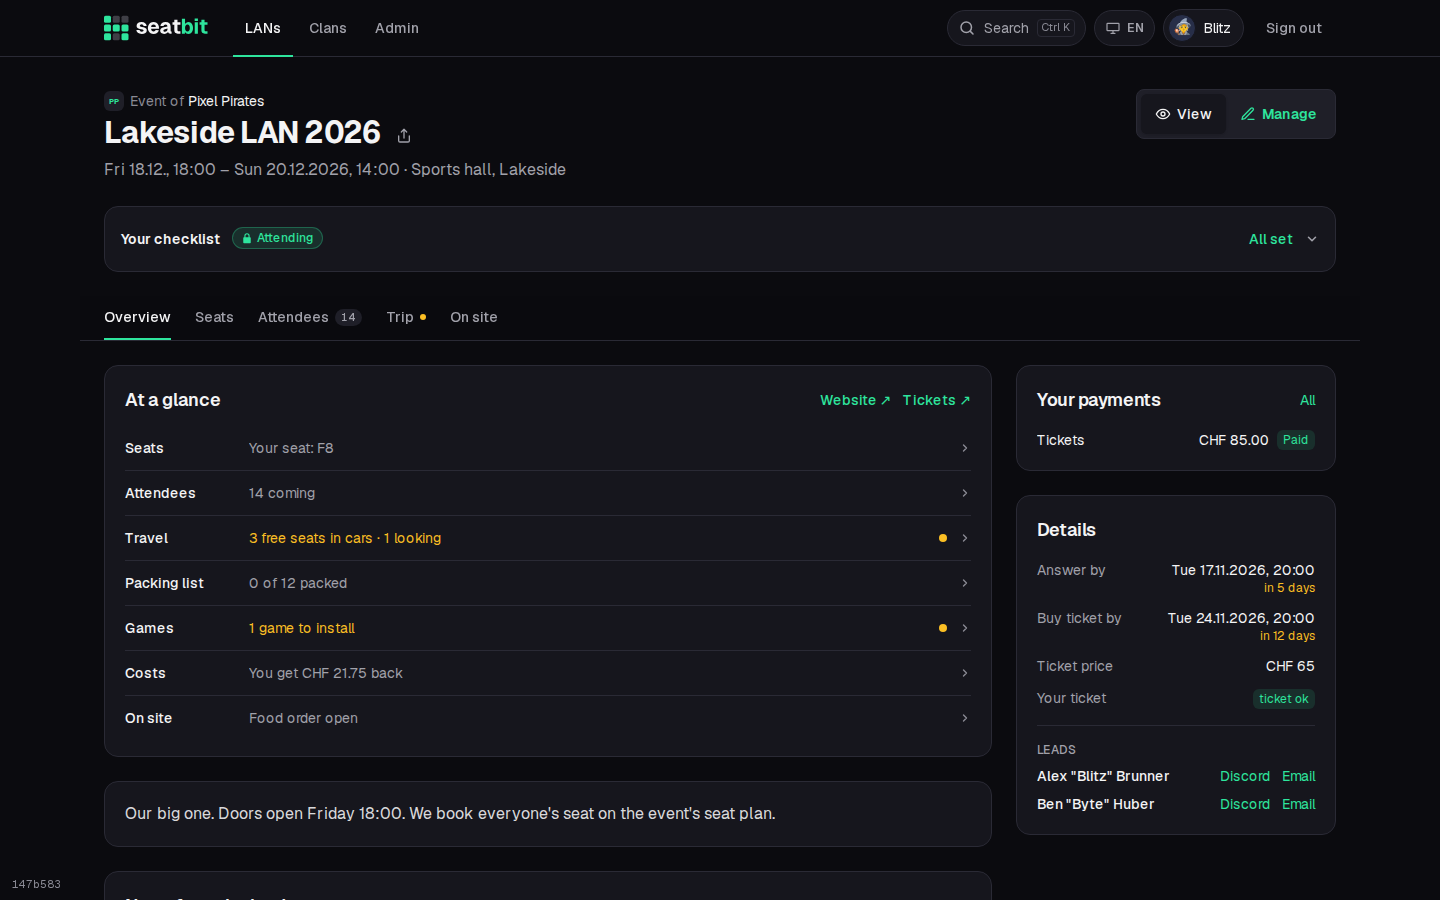 seatbit LANs Clans Admin Search Ctrl K EN Blitz Sign out
PP Event of Pixel Pirates
Lakeside LAN 2026
View Manage
Fri 18.12., 18:00 – Sun 20.12.2026, 14:00 · Sports hall, Lakeside
Your checklist Attending All set
Overview Seats Attendees 14 Trip On site
At a glance Website ↗ Tickets ↗
Seats Your seat: F8
Attendees 14 coming
Travel 3 free seats in cars · 1 looking
Packing list 0 of 12 packed
Games 1 game to install
Costs You get CHF 21.75 back
On site Food order open
Our big one. Doors open Friday 18:00. We book everyone's seat on the event's seat plan.
Your payments All
Tickets CHF 85.00 Paid
Details
Answer by Tue 17.11.2026, 20:00
in 5 days
Buy ticket by Tue 24.11.2026, 20:00
in 12 days
Ticket price CHF 65
Your ticket ticket ok
LEADS
Alex "Blitz" Brunner Discord Email
Ben "Byte" Huber Discord Email
147b583